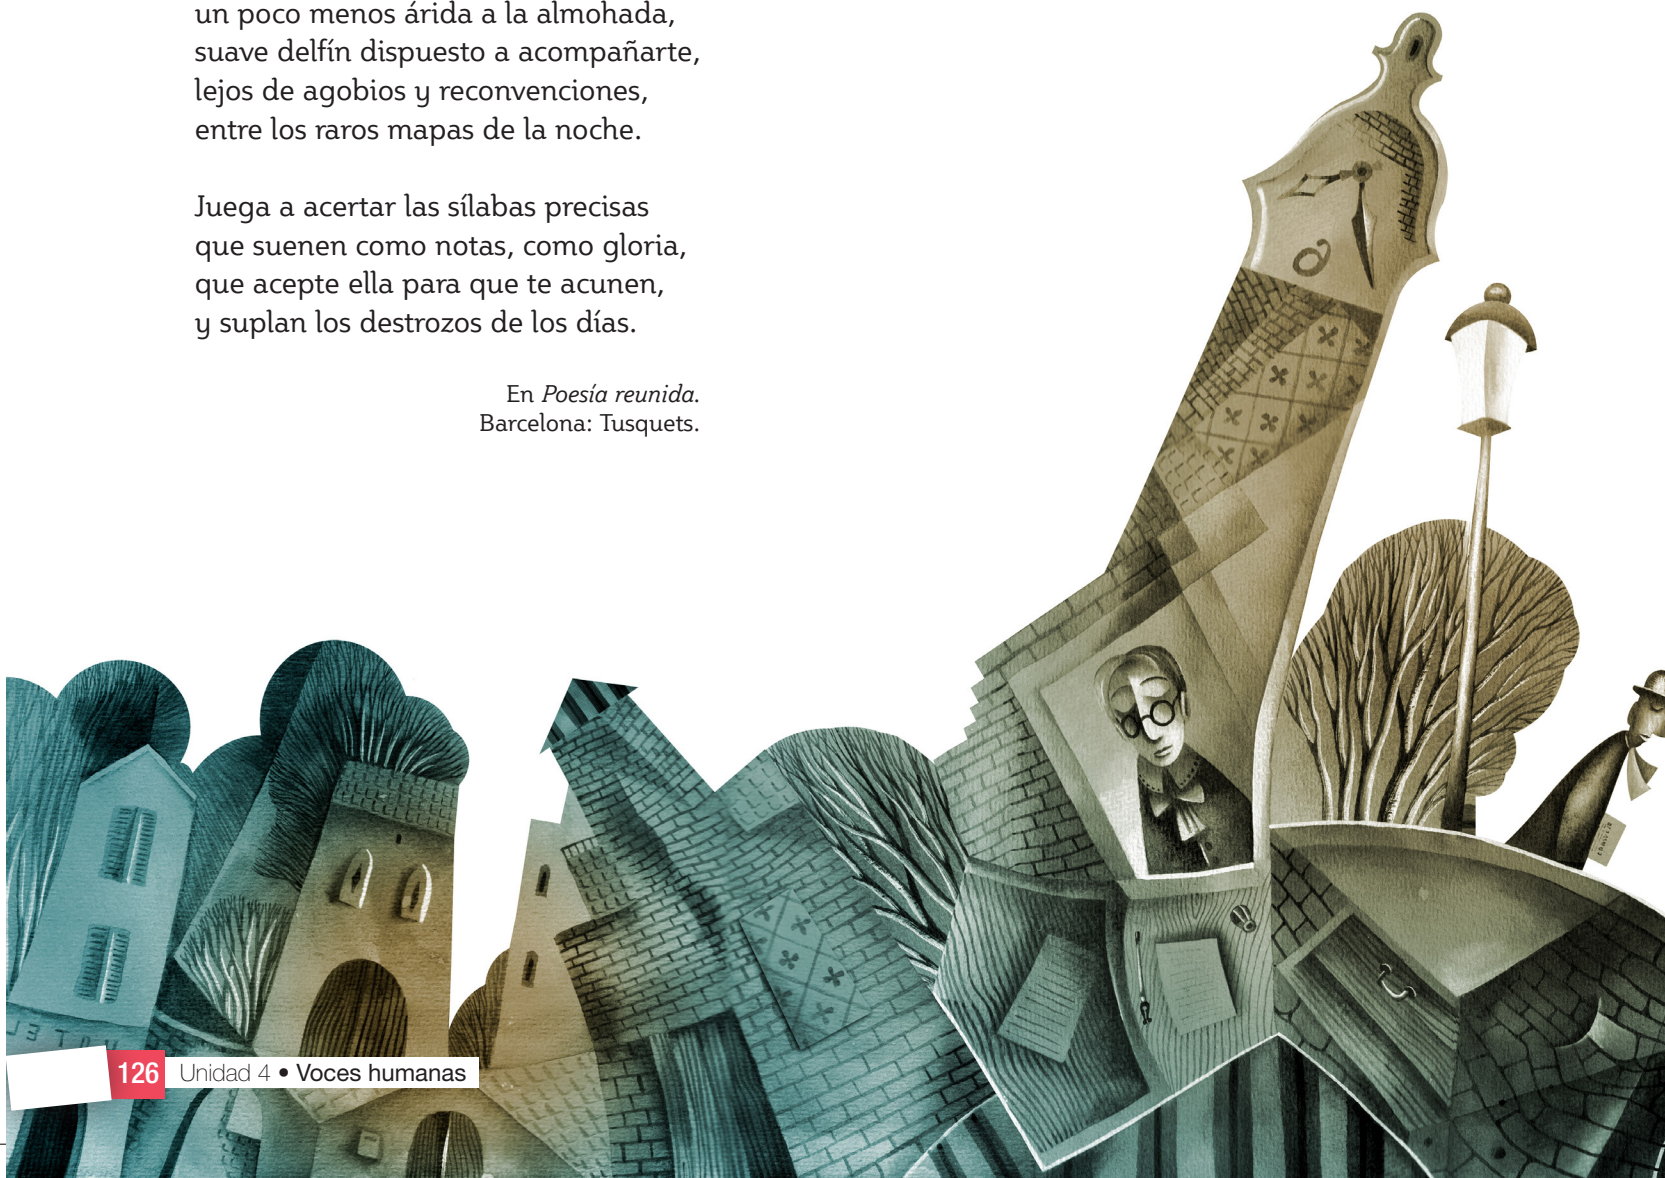 un poco menos árida a la almohada,
suave delfín dispuesto a acompañarte,
lejos de agobios y reconvenciones,
entre los raros mapas de la noche.
Juega a acertar las sílabas precisas
que suenen como notas, como gloria,
que acepte ella para que te acunen,
y suplan los destrozos de los días.
En Poesía reunida.
Barcelona: Tusquets.
6
126 Unidad 4 • Voces humanas